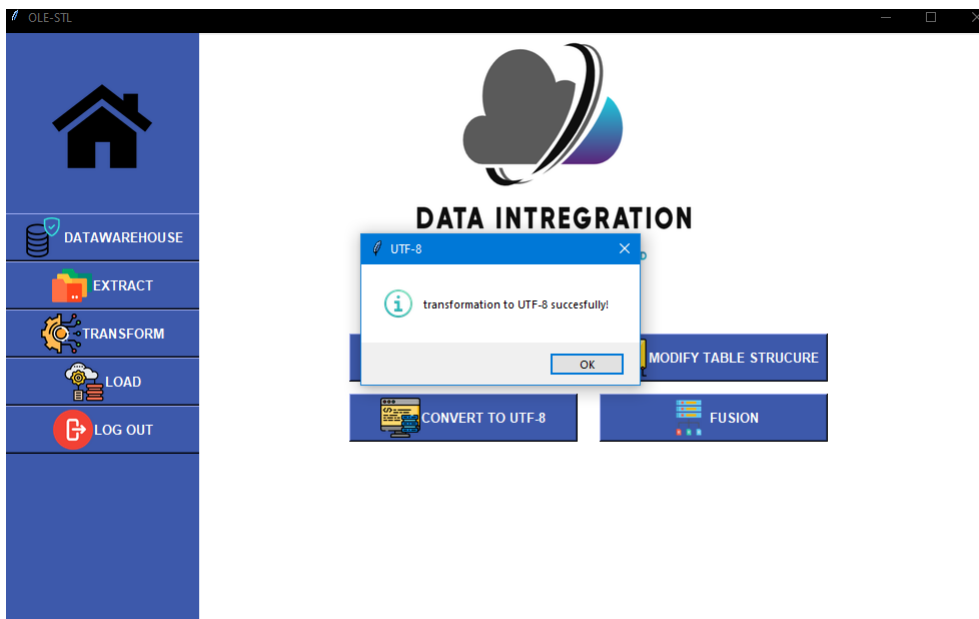 OLE-STL
DATAWAREHOUSE
EXTRACT
TRANSFORM
LOAD
LOG OUT
DATA INTREGRATION
UTF-8
transformation to UTF-8 succesfully!
OK
MODIFY TABLE STRUCURE
CONVERT TO UTF-8
FUSION